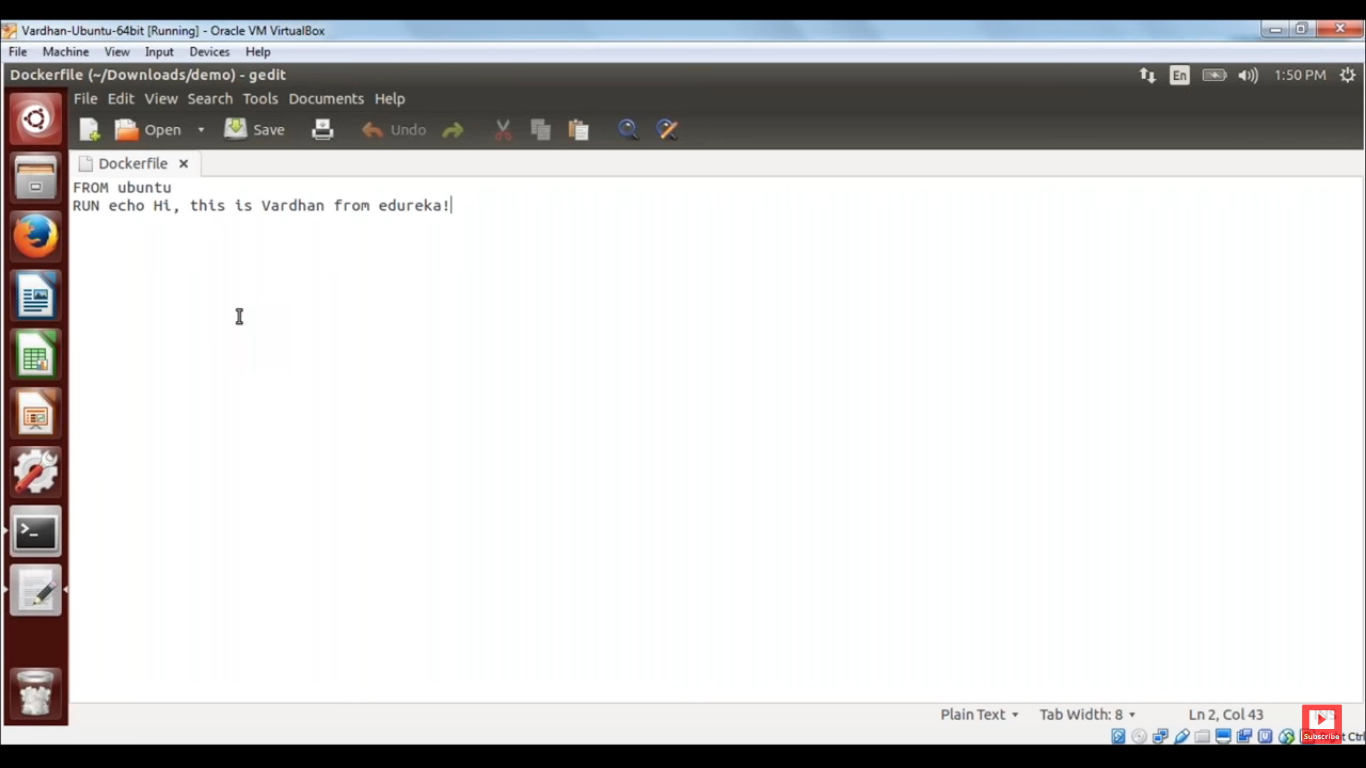 Vardhan-Ubuntu-64bit [Running] - Oracle VM VirtualBox
File Machine View Input Devices Help
Dockerfile (~/Downloads/demo) - gedit
En 1:50 PM
File Edit View Search Tools Documents Help
Open Save Undo
Dockerfile
FROM ubuntu
RUN echo Hi, this is Vardhan from edureka!
Plain Text Tab Width: 8 Ln 2, Col 43
Subscribe